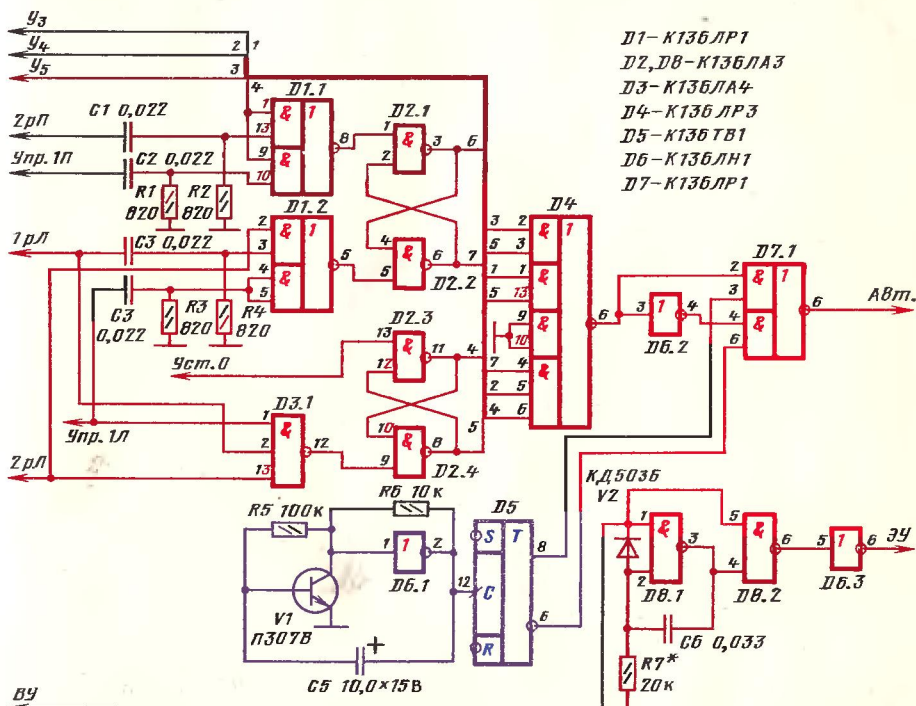 У3
У4
У5
2 1
3
4
2рП
Упр.1П
C1 0,022
C2 0,022
R1 820
R2 820
1рЛ
C3 0,022
C3 0,022
R3 820
R4 820
Уст.0
Упр.1Л
2рЛ
D1.1
1
13
9
10
&
&
1
8
D1.2
2
3
4
5
&
&
1
6
D2.1
1
2
&
3
6
D2.2
4
5
&
6
7
D2.3
13
12
&
11
4
D2.4
10
9
&
8
5
D3.1
1
2
13
&
12
D4
3 2
5 3
1 1
5 13
9
10
7 4
2 5
4 6
&
&
&
&
1
6
D6.2
1
4
D7.1
2
3
4
6
&
&
1
6
Авт.
D1-К136ЛР1
D2,D8-К136ЛА3
D3-К136ЛА4
D4-К136ЛР3
D5-К136ТВ1
D6-К136ЛН1
D7-К136ЛР1
R5 100к
R6 10к
V1
П307В
1
1
2
D6.1
C5 10,0×15В
+
D5
12
S
C
R
T
8
6
КД503Б
V2
1
2
&
3
D8.1
5
4
&
6
D8.2
5
1
6
D6.3
ЭУ
C6 0,033
R7*
20к
ВУ